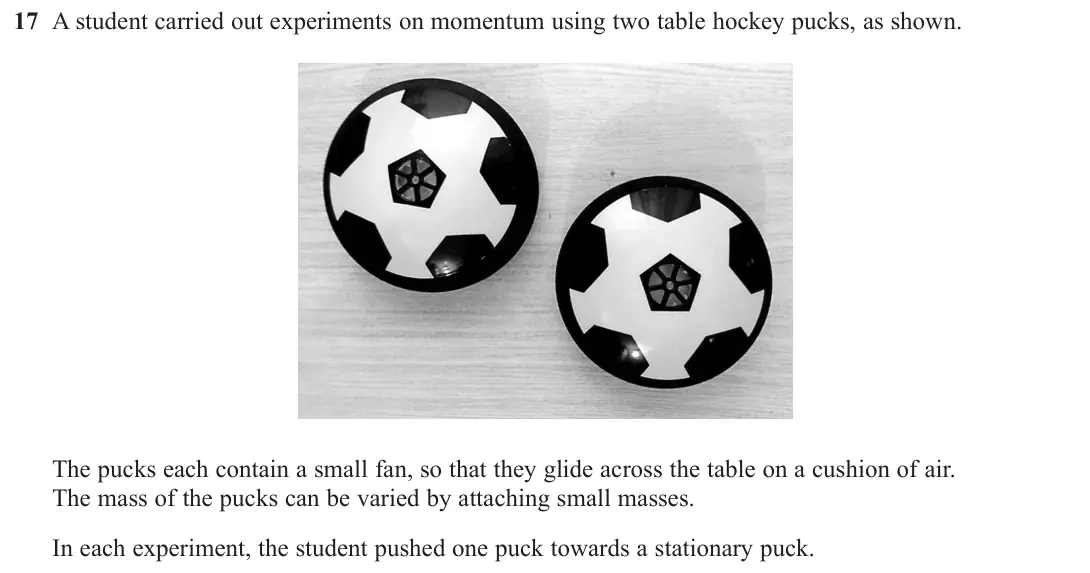 17 A student carried out experiments on momentum using two table hockey pucks, as shown.
The pucks each contain a small fan, so that they glide across the table on a cushion of air.
The mass of the pucks can be varied by attaching small masses.
In each experiment, the student pushed one puck towards a stationary puck.